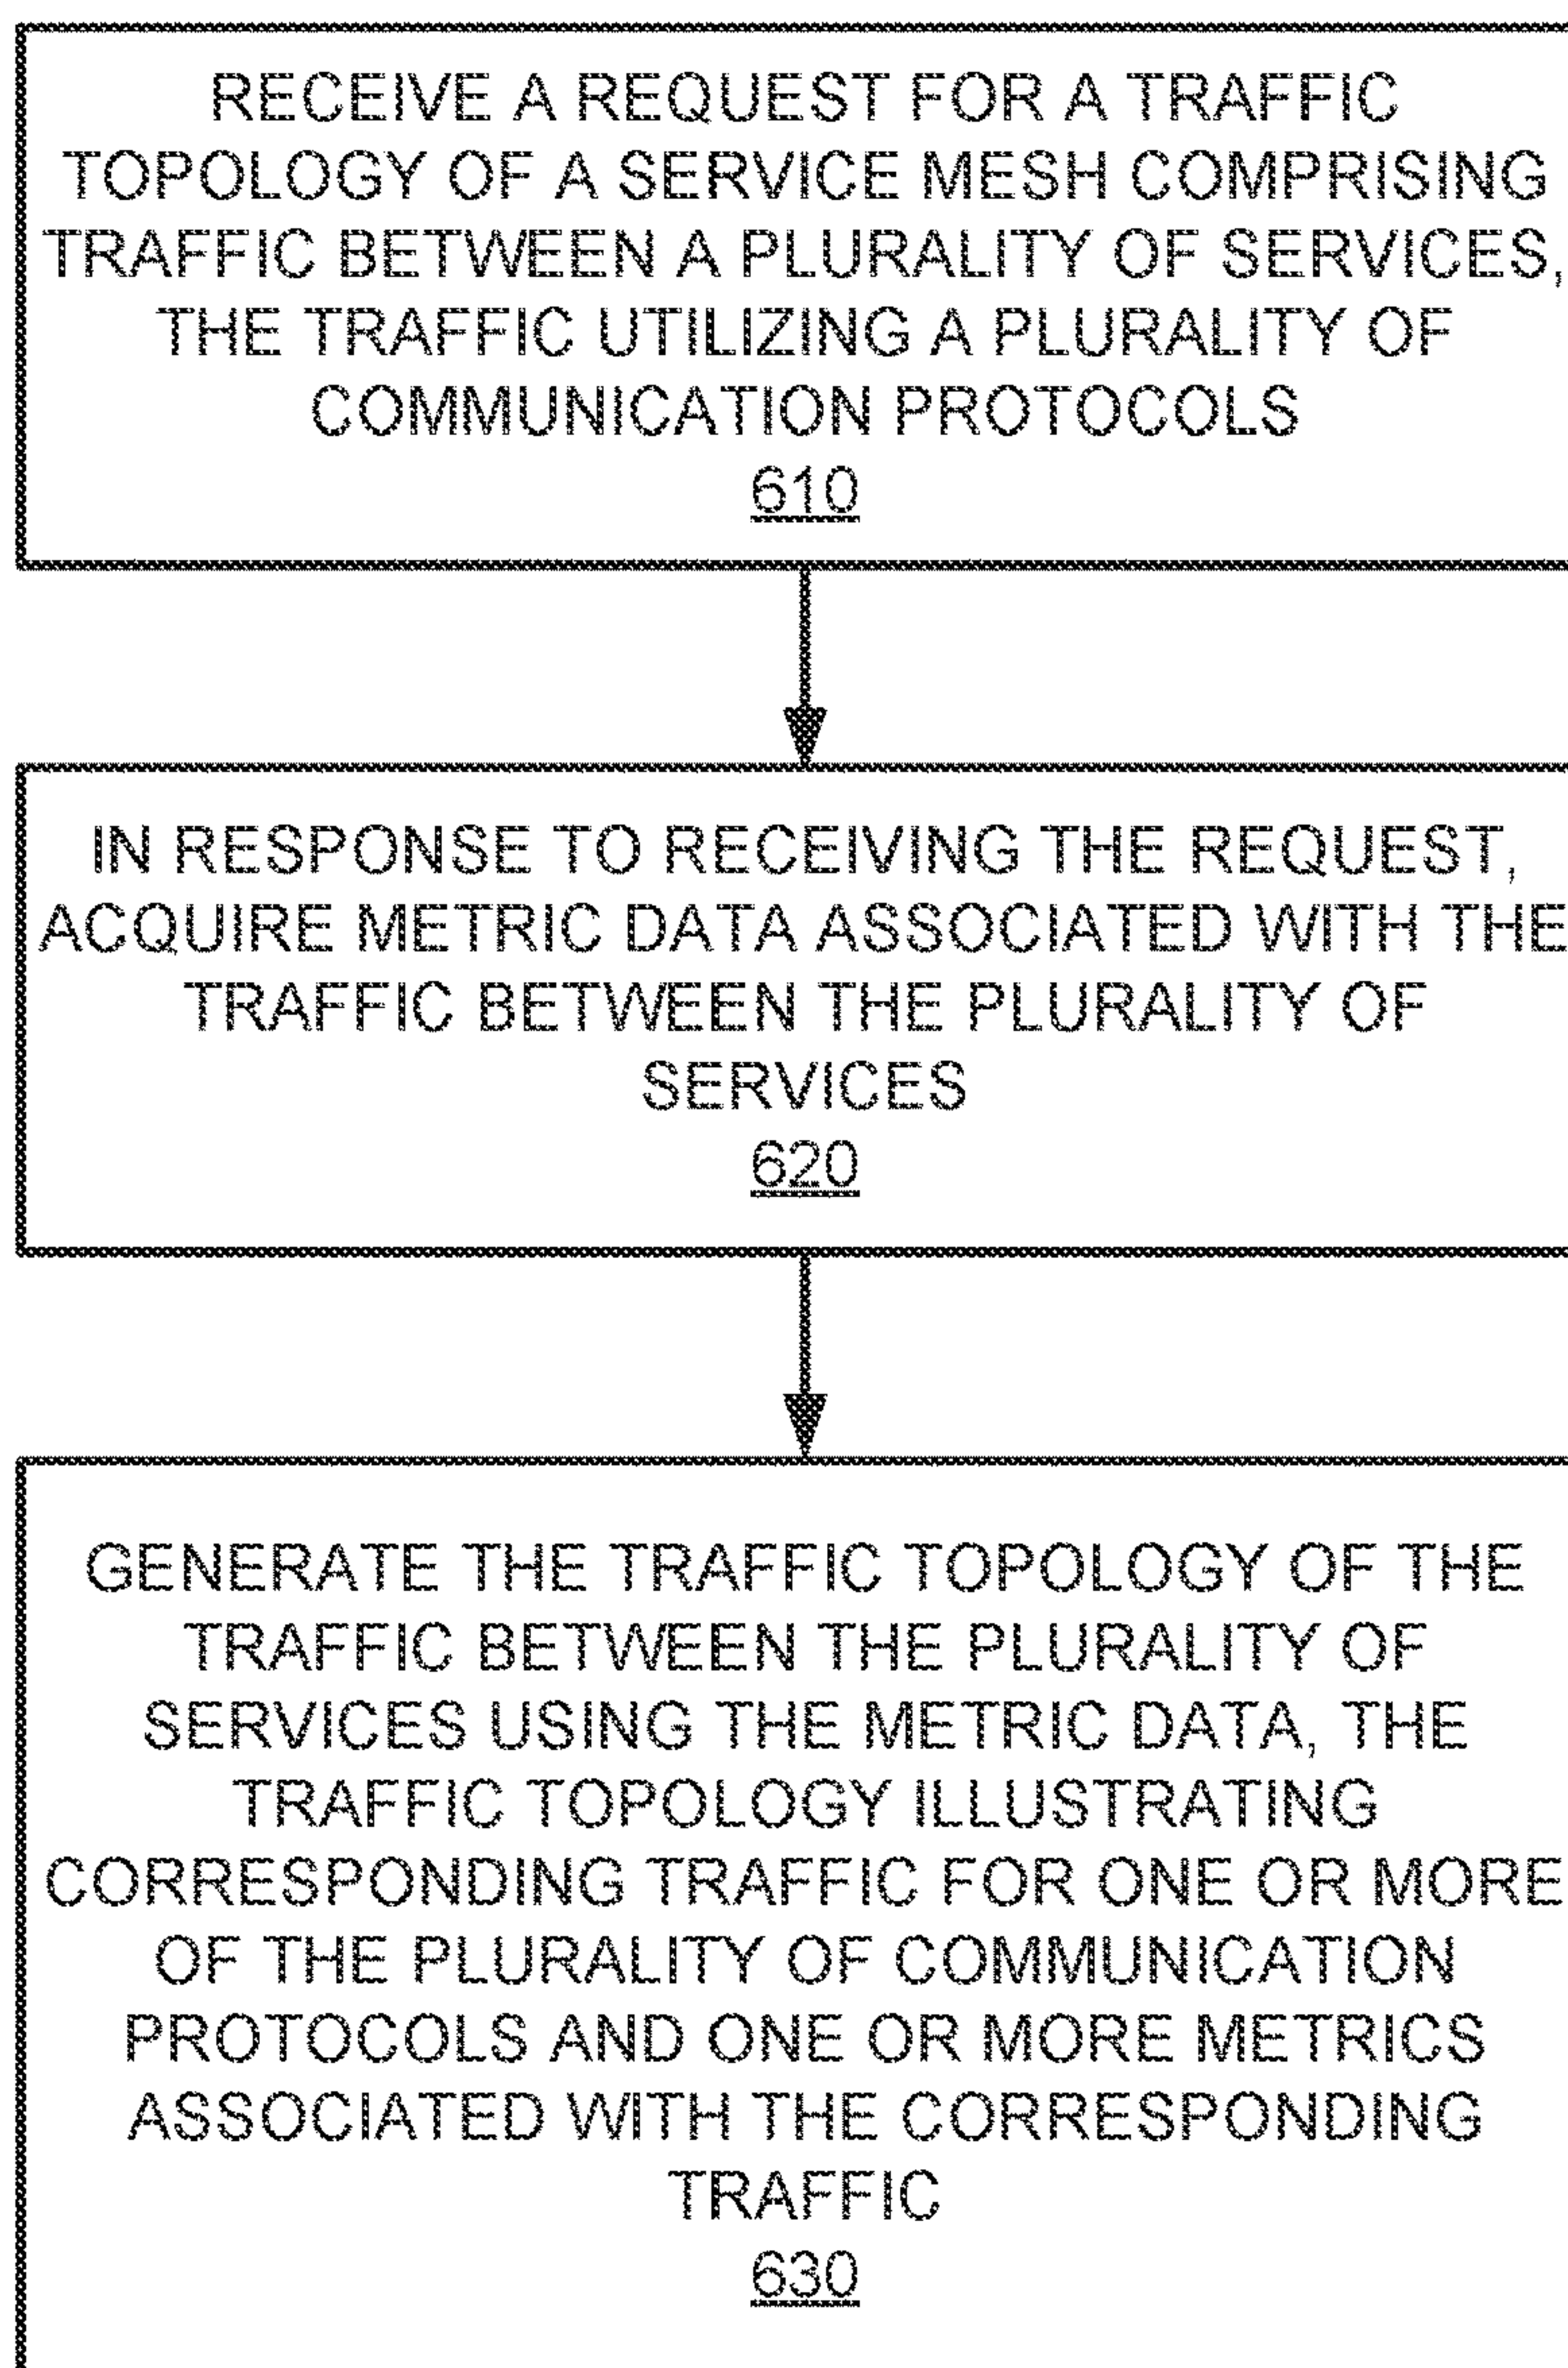 RECEIVE A REQUEST FOR A TRAFFIC
TOPOLOGY OF A SERVICE MESH COMPRISING
TRAFFIC BETWEEN A PLURALITY OF SERVICES,
THE TRAFFIC UTILIZING A PLURALITY OF
COMMUNICATION PROTOCOLS
610
IN RESPONSE TO RECEIVING THE REQUEST,
ACQUIRE METRIC DATA ASSOCIATED WITH THE
TRAFFIC BETWEEN THE PLURALITY OF
SERVICES
620
GENERATE THE TRAFFIC TOPOLOGY OF THE
TRAFFIC BETWEEN THE PLURALITY OF
SERVICES USING THE METRIC DATA, THE
TRAFFIC TOPOLOGY ILLUSTRATING
CORRESPONDING TRAFFIC FOR ONE OR MORE
OF THE PLURALITY OF COMMUNICATION
PROTOCOLS AND ONE OR MORE METRICS
ASSOCIATED WITH THE CORRESPONDING
TRAFFIC
630